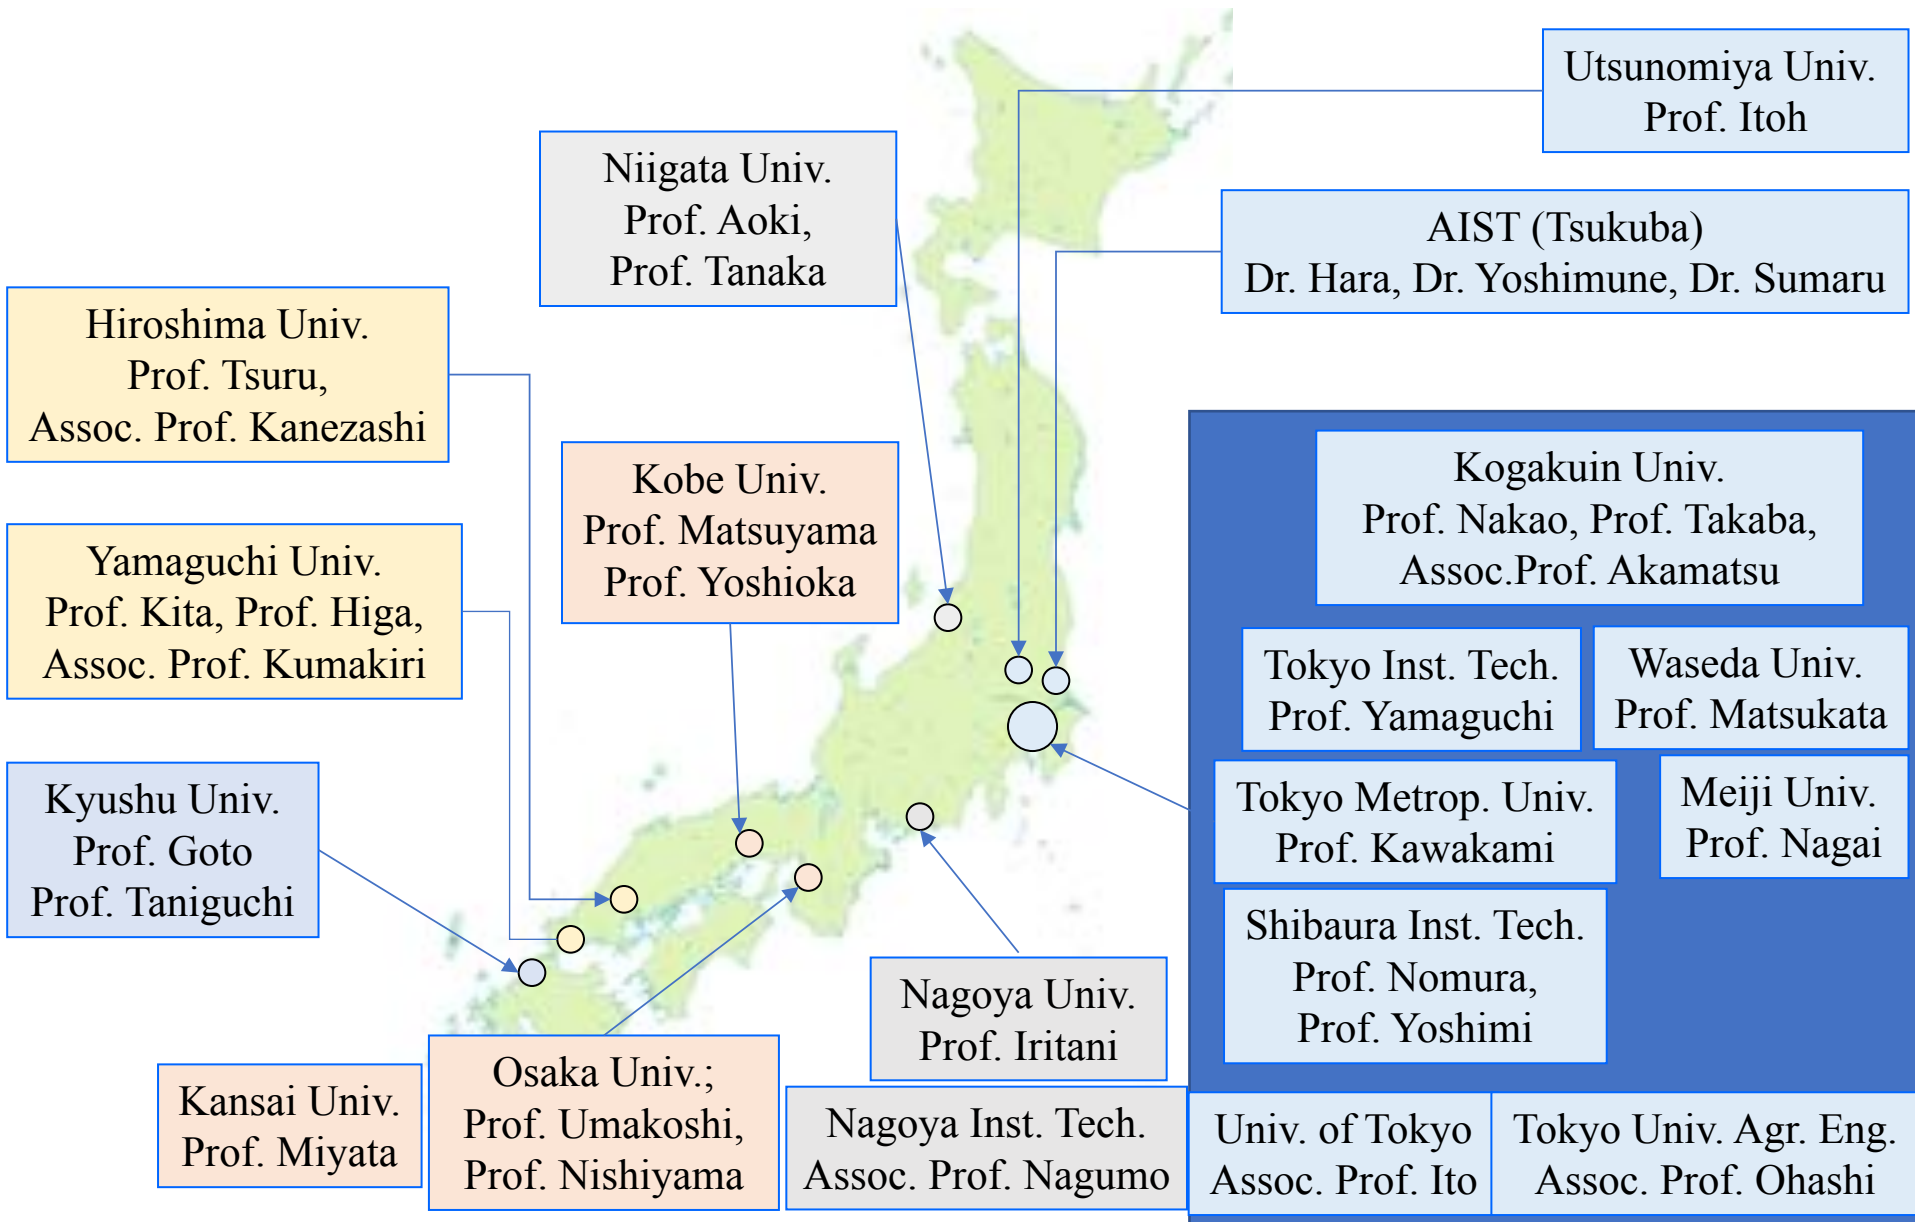 Utsunomiya Univ.
Prof. Itoh
Niigata Univ.
Prof. Aoki,
Prof. Tanaka
AIST (Tsukuba)
Dr. Hara, Dr. Yoshimune, Dr. Sumaru
Hiroshima Univ.
Prof. Tsuru,
Assoc. Prof. Kanezashi
Kobe Univ.
Prof. Matsuyama
Prof. Yoshioka
Kogakuin Univ.
Prof. Nakao, Prof. Takaba,
Assoc.Prof. Akamatsu
Yamaguchi Univ.
Prof. Kita, Prof. Higa,
Assoc. Prof. Kumakiri
Tokyo Inst. Tech.
Prof. Yamaguchi
Waseda Univ.
Prof. Matsukata
Kyushu Univ.
Prof. Goto
Prof. Taniguchi
Tokyo Metrop. Univ.
Prof. Kawakami
Meiji Univ.
Prof. Nagai
Shibaura Inst. Tech.
Prof. Nomura,
Prof. Yoshimi
Nagoya Univ.
Prof. Iritani
Kansai Univ.
Prof. Miyata
Osaka Univ.;
Prof. Umakoshi,
Prof. Nishiyama
Nagoya Inst. Tech.
Assoc. Prof. Nagumo
Univ. of Tokyo
Assoc. Prof. Ito
Tokyo Univ. Agr. Eng.
Assoc. Prof. Ohashi